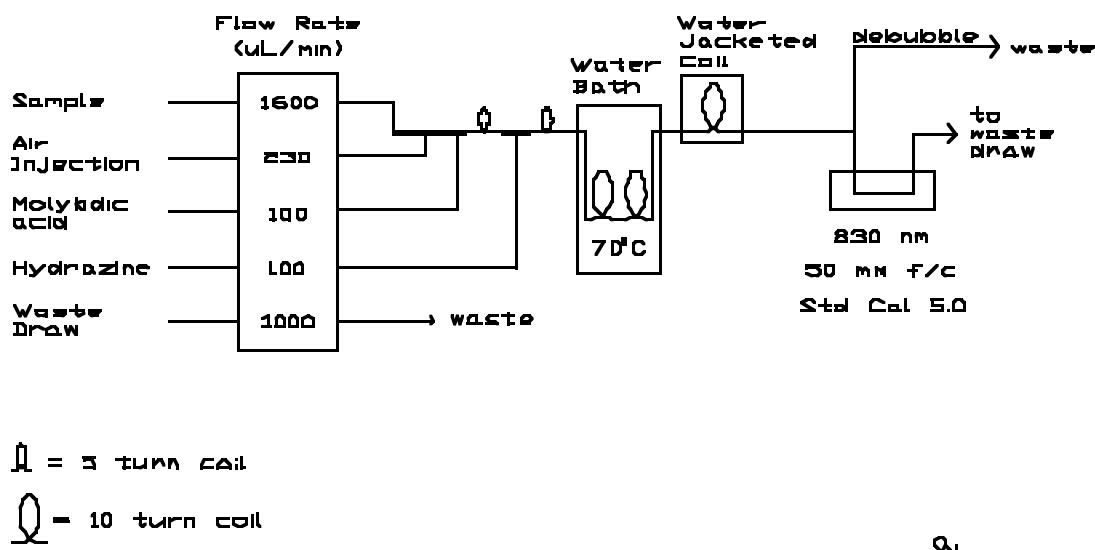 Flow Rate
(uL/min)
Sample
1600
Air
Injection
230
Molybdic
acid
100
Hydrazine
100
Waste
Draw
1000
waste
Water
Bath
70°C
Water
Jacketed
Coil
Debubble
waste
to
waste
draw
830 nm
50 mm f/c
Std Cal 5.0
= 5 turn coil
= 10 turn coil